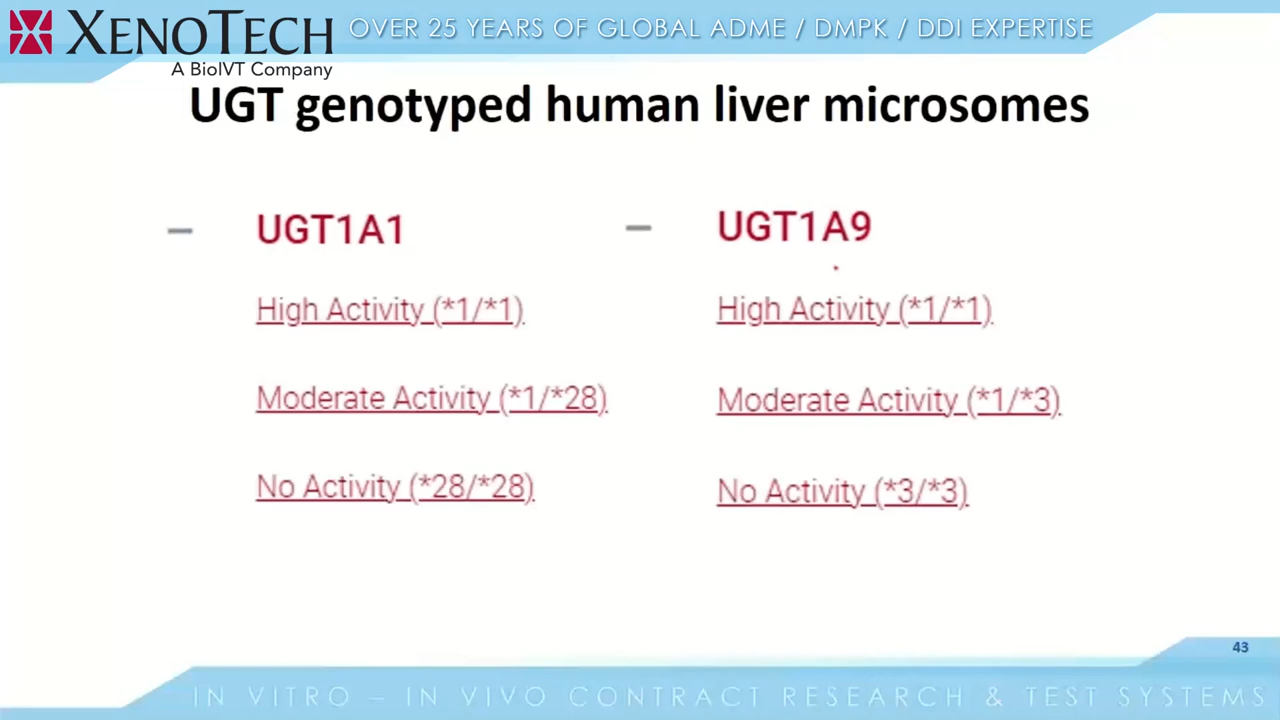 XENOTECH
A BioIVT Company
OVER 25 YEARS OF GLOBAL ADME / DMPK / DDI EXPERTISE
UGT genotyped human liver microsomes
– UGT1A1
High Activity (*1/*1)
Moderate Activity (*1/*28)
No Activity (*28/*28)
– UGT1A9
High Activity (*1/*1)
Moderate Activity (*1/*3)
No Activity (*3/*3)
43
IN VITRO – IN VIVO CONTRACT RESEARCH & TEST SYSTEMS